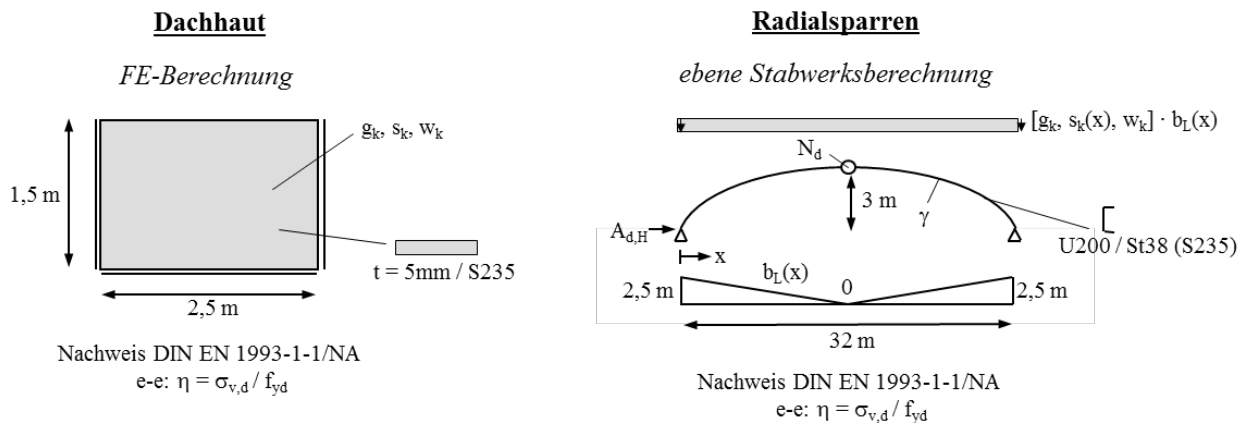 Dachhaut
FE-Berechnung
gk, sk, wk
1,5 m
t = 5mm / S235
2,5 m
Nachweis DIN EN 1993-1-1/NA
e-e: η = σv,d / fyd
Radialsparren
ebene Stabwerksberechnung
[gk, sk(x), wk] · bL(x)
Nd
3 m
γ
Ad,H
U200 / St38 (S235)
x
bL(x)
0
2,5 m
2,5 m
32 m
Nachweis DIN EN 1993-1-1/NA
e-e: η = σv,d / fyd